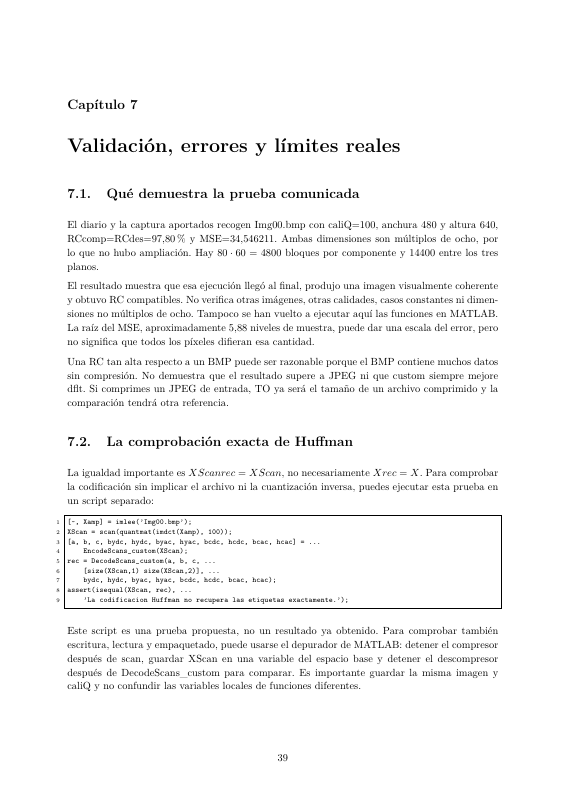 Capítulo 7
Validación, errores y límites reales
7.1. Qué demuestra la prueba comunicada
El diario y la captura aportados recogen Img00.bmp con caliQ=100, anchura 480 y altura 640,
RCcomp=RCdes=97,80 % y MSE=34,546211. Ambas dimensiones son múltiplos de ocho, por
lo que no hubo ampliación. Hay 80 · 60 = 4800 bloques por componente y 14400 entre los tres
planos.
El resultado muestra que esa ejecución llegó al final, produjo una imagen visualmente coherente
y obtuvo RC compatibles. No verifica otras imágenes, otras calidades, casos constantes ni dimen-
siones no múltiplos de ocho. Tampoco se han vuelto a ejecutar aquí las funciones en MATLAB.
La raíz del MSE, aproximadamente 5,88 niveles de muestra, puede dar una escala del error, pero
no significa que todos los píxeles difieran esa cantidad.
Una RC tan alta respecto a un BMP puede ser razonable porque el BMP contiene muchos datos
sin compresión. No demuestra que el resultado supere a JPEG ni que custom siempre mejore
dflt. Si comprimes un JPEG de entrada, TO ya será el tamaño de un archivo comprimido y la
comparación tendrá otra referencia.
7.2. La comprobación exacta de Huffman
La igualdad importante es XScanrec = XScan, no necesariamente Xrec = X. Para comprobar
la codificación sin implicar el archivo ni la cuantización inversa, puedes ejecutar esta prueba en
un script separado:
1 [~, Xamp] = imlee('Img00.bmp');
2 XScan = scan(quantmat(imdct(Xamp), 100));
3 [a, b, c, bydc, hydc, byac, hyac, bcdc, hcdc, bcac, hcac] = ...
4 EncodeScans_custom(XScan);
5 rec = DecodeScans_custom(a, b, c, ...
6 [size(XScan,1) size(XScan,2)], ...
7 bydc, hydc, byac, hyac, bcdc, hcdc, bcac, hcac);
8 assert(isequal(XScan, rec), ...
9 'La codificacion Huffman no recupera las etiquetas exactamente.');
Este script es una prueba propuesta, no un resultado ya obtenido. Para comprobar también
escritura, lectura y empaquetado, puede usarse el depurador de MATLAB: detener el compresor
después de scan, guardar XScan en una variable del espacio base y detener el descompresor
después de DecodeScans_custom para comparar. Es importante guardar la misma imagen y
caliQ y no confundir las variables locales de funciones diferentes.
39